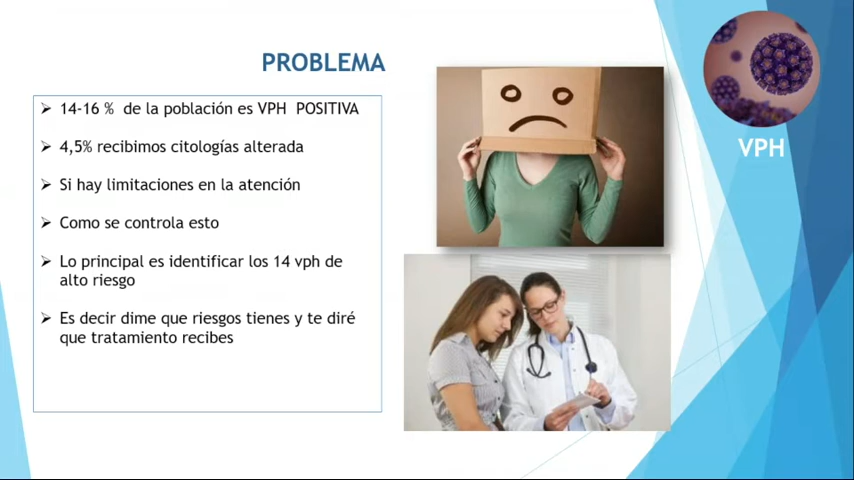 PROBLEMA
VPH
➢ 14-16 % de la población es VPH POSITIVA
➢ 4,5% recibimos citologías alterada
➢ Si hay limitaciones en la atención
➢ Como se controla esto
➢ Lo principal es identificar los 14 vph de
alto riesgo
➢ Es decir dime que riesgos tienes y te diré
que tratamiento recibes